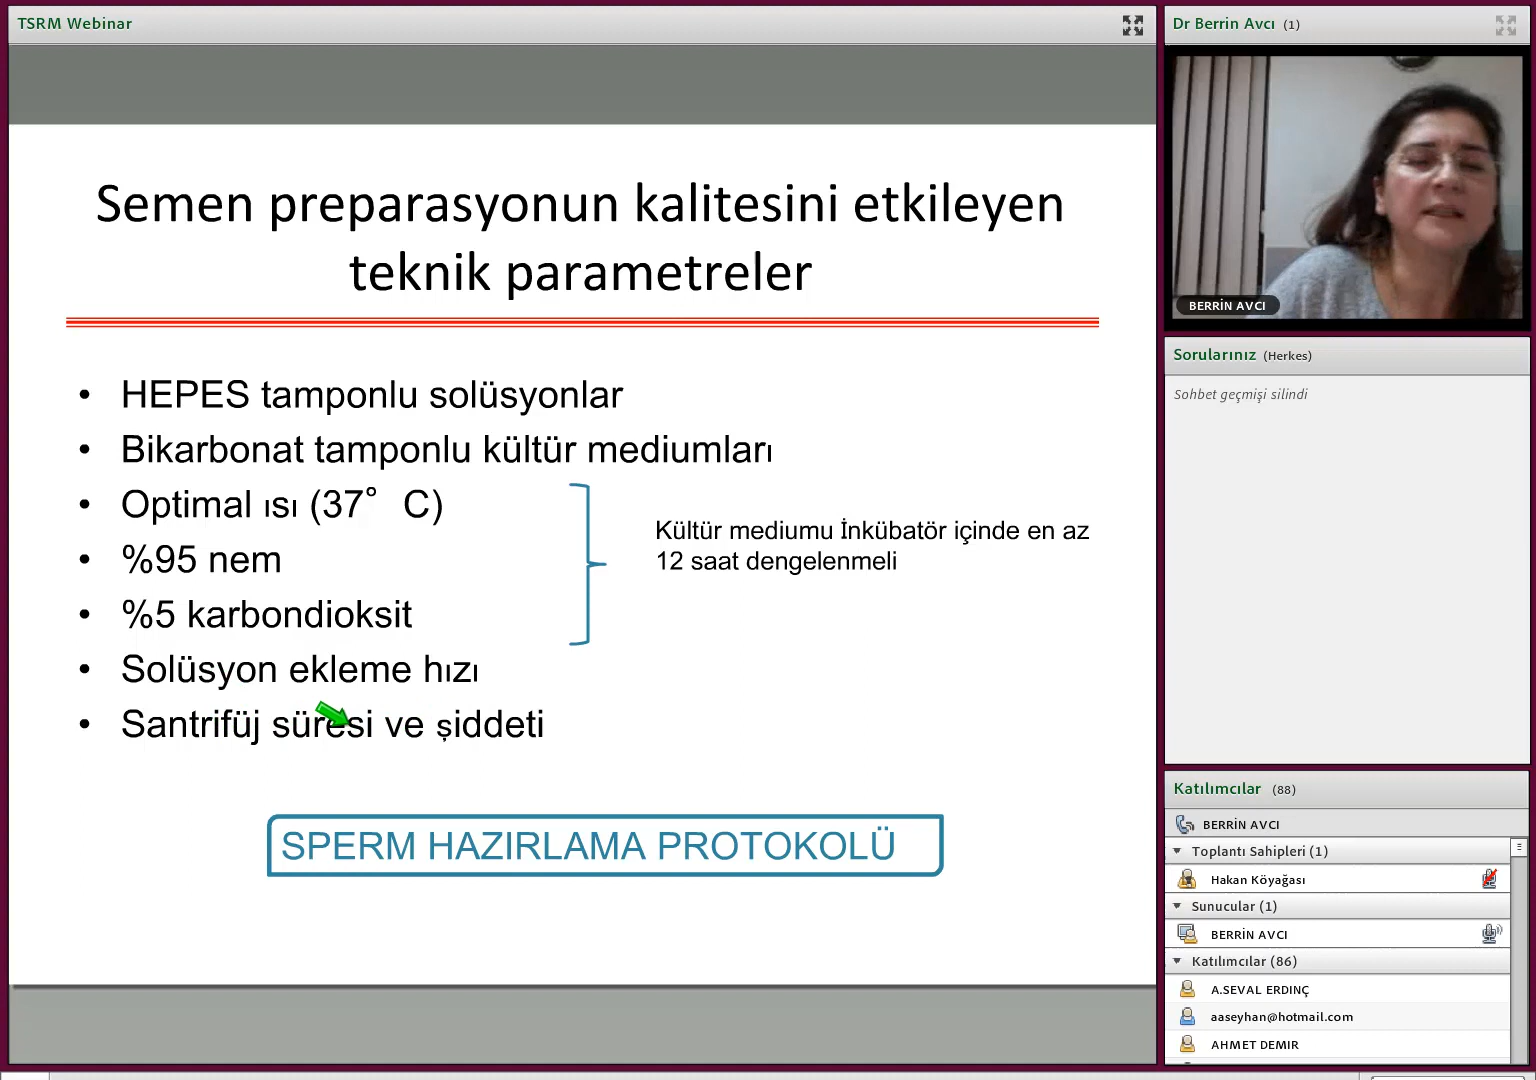 TSRM Webinar
Semen preparasyonun kalitesini etkileyen
teknik parametreler
• HEPES tamponlu solüsyonlar
• Bikarbonat tamponlu kültür mediumları
• Optimal ısı (37° C)
• %95 nem
• %5 karbondioksit
• Solüsyon ekleme hızı
• Santrifüj süresi ve şiddeti
Kültür mediumu İnkübatör içinde en az
12 saat dengelenmeli
SPERM HAZIRLAMA PROTOKOLÜ
Dr Berrin Avcı (1)
BERRİN AVCI
Sorularınız (Herkes)
Sohbet geçmişi silindi
Katılımcılar (88)
BERRİN AVCI
Toplantı Sahipleri (1)
Hakan Köyağası
Sunucular (1)
BERRİN AVCI
Katılımcılar (86)
A.SEVAL ERDINÇ
aaseyhan@hotmail.com
AHMET DEMIR